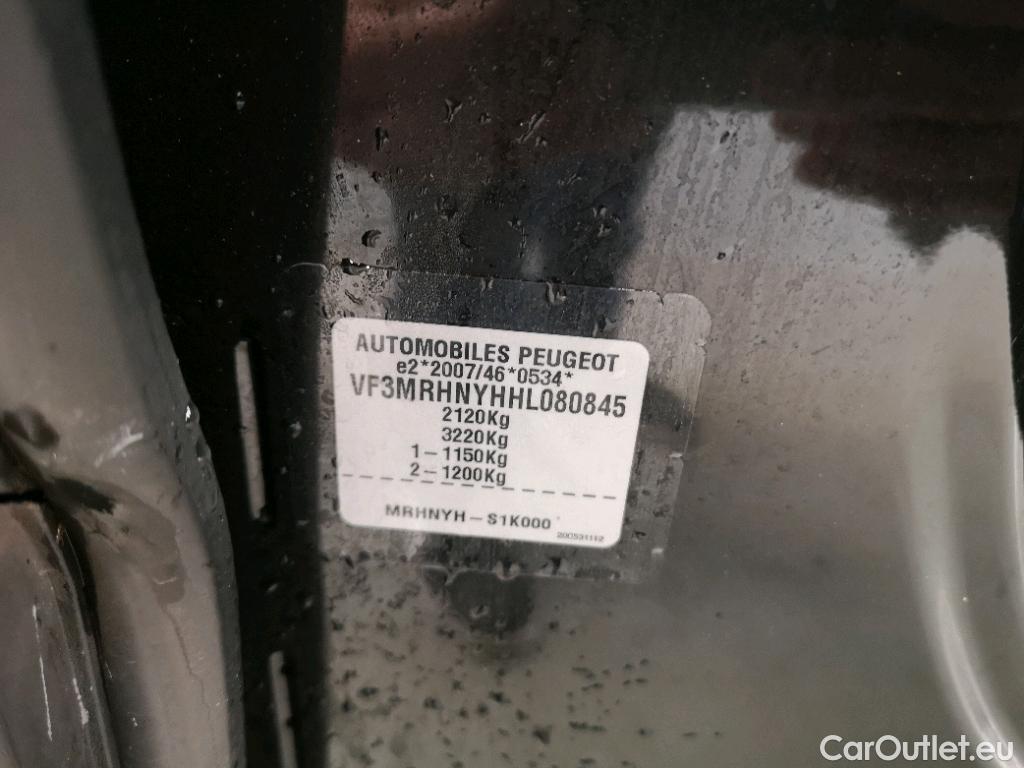 AUTOMOBILES PEUGEOT
e2*2007/46*0534*
VF3MRHNYHHL080845
2120Kg
3220Kg
1-1150Kg
2-1200Kg
MRHNYH-S1K000
CarOutlet.eu